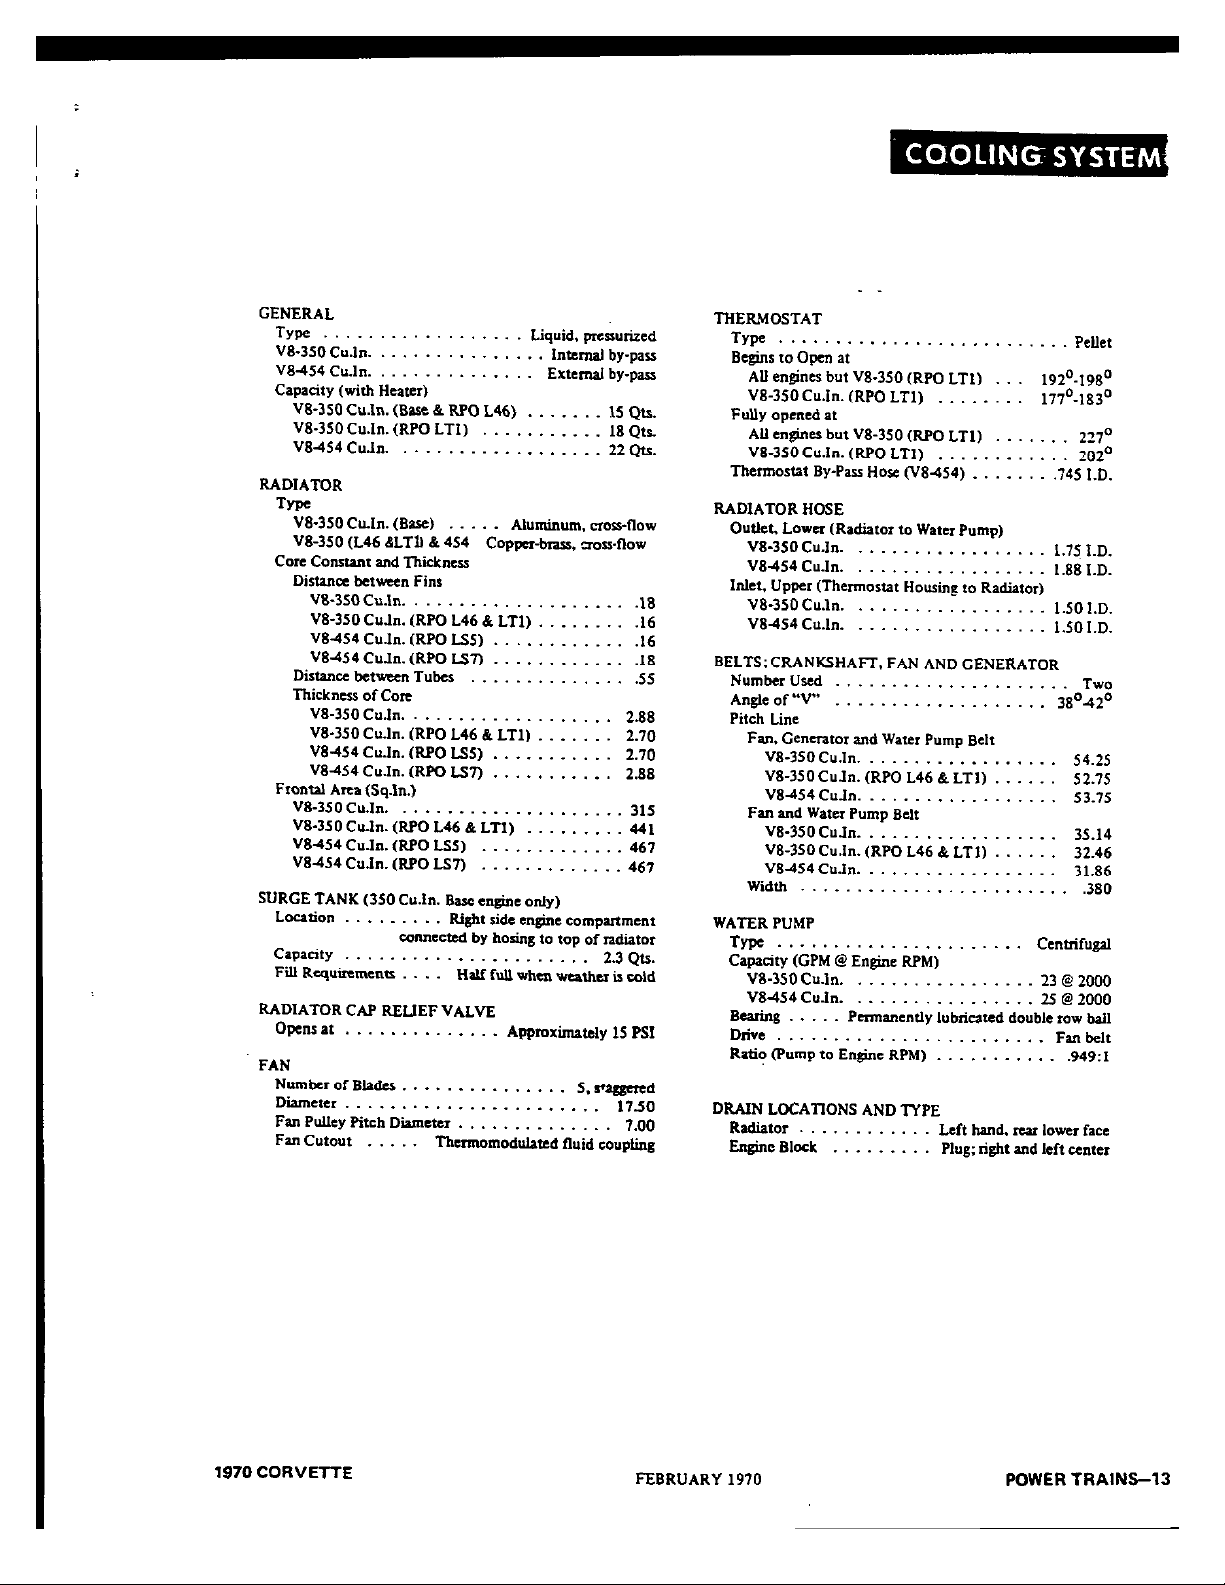 COOLING SYSTEM
GENERAL
Type . . . . . . . . . . . . . . . . . . Liquid, pressurized
V8-350 Cu.In. . . . . . . . . . . . . . . . Internal by-pass
V8-454 Cu.In. . . . . . . . . . . . . . . External by-pass
Capacity (with Heater)
V8-350 Cu.In. (Base & RPO L46) . . . . . . . 15 Qts.
V8-350 Cu.In. (RPO LT1) . . . . . . . . . . . 18 Qts.
V8-454 Cu.In. . . . . . . . . . . . . . . . . . . 22 Qts.
RADIATOR
Type
V8-350 Cu.In. (Base) . . . . . Aluminum, cross-flow
V8-350 (L46 &LT1) & 454 Copper-brass, cross-flow
Core Constant and Thickness
Distance between Fins
V8-350 Cu.In. . . . . . . . . . . . . . . . . . . . . .18
V8-350 Cu.In. (RPO L46 & LT1) . . . . . . . . .16
V8-454 Cu.In. (RPO LS5) . . . . . . . . . . . . .16
V8-454 Cu.In. (RPO LS7) . . . . . . . . . . . . .18
Distance between Tubes . . . . . . . . . . . . . . .55
Thickness of Core
V8-350 Cu.In. . . . . . . . . . . . . . . . . . . 2.88
V8-350 Cu.In. (RPO L46 & LT1) . . . . . . . 2.70
V8-454 Cu.In. (RPO LS5) . . . . . . . . . . . 2.70
V8-454 Cu.In. (RPO LS7) . . . . . . . . . . . 2.88
Frontal Area (Sq.In.)
V8-350 Cu.In. . . . . . . . . . . . . . . . . . . . . 315
V8-350 Cu.In. (RPO L46 & LT1) . . . . . . . . . 441
V8-454 Cu.In. (RPO LS5) . . . . . . . . . . . . . 467
V8-454 Cu.In. (RPO LS7) . . . . . . . . . . . . . 467
SURGE TANK (350 Cu.In. Base engine only)
Location . . . . . . . . . Right side engine compartment
connected by hosing to top of radiator
Capacity . . . . . . . . . . . . . . . . . . . . . . 2.3 Qts.
Fill Requirements . . . . Half full when weather is cold
RADIATOR CAP RELIEF VALVE
Opens at . . . . . . . . . . . . . . Approximately 15 PSI
FAN
Number of Blades . . . . . . . . . . . . . . . 5, staggered
Diameter . . . . . . . . . . . . . . . . . . . . . . . 17.50
Fan Pulley Pitch Diameter . . . . . . . . . . . . . . 7.00
Fan Cutout . . . . . Thermomodulated fluid coupling
THERMOSTAT
Type . . . . . . . . . . . . . . . . . . . . . . . . . . Pellet
Begins to Open at
All engines but V8-350 (RPO LT1) . . . 192°-198°
V8-350 Cu.In. (RPO LT1) . . . . . . . . 177°-183°
Fully opened at
All engines but V8-350 (RPO LT1) . . . . . . . 227°
V8-350 Cu.In. (RPO LT1) . . . . . . . . . . . . 202°
Thermostat By-Pass Hose (V8-454) . . . . . . . .745 I.D.
RADIATOR HOSE
Outlet, Lower (Radiator to Water Pump)
V8-350 Cu.In. . . . . . . . . . . . . . . . . . 1.75 I.D.
V8-454 Cu.In. . . . . . . . . . . . . . . . . . 1.88 I.D.
Inlet, Upper (Thermostat Housing to Radiator)
V8-350 Cu.In. . . . . . . . . . . . . . . . . . 1.50 I.D.
V8-454 Cu.In. . . . . . . . . . . . . . . . . . 1.50 I.D.
BELTS; CRANKSHAFT, FAN AND GENERATOR
Number Used . . . . . . . . . . . . . . . . . . . . . Two
Angle of "V" . . . . . . . . . . . . . . . . . . . 38°-42°
Pitch Line
Fan, Generator and Water Pump Belt
V8-350 Cu.In. . . . . . . . . . . . . . . . . . 54.25
V8-350 Cu.In. (RPO L46 & LT1) . . . . . . 52.75
V8-454 Cu.In. . . . . . . . . . . . . . . . . . 53.75
Fan and Water Pump Belt
V8-350 Cu.In. . . . . . . . . . . . . . . . . . 35.14
V8-350 Cu.In. (RPO L46 & LT1) . . . . . . 32.46
V8-454 Cu.In. . . . . . . . . . . . . . . . . . 31.86
Width . . . . . . . . . . . . . . . . . . . . . . . . .380
WATER PUMP
Type . . . . . . . . . . . . . . . . . . . . . . Centrifugal
Capacity (GPM @ Engine RPM)
V8-350 Cu.In. . . . . . . . . . . . . . . . . 23 @ 2000
V8-454 Cu.In. . . . . . . . . . . . . . . . . 25 @ 2000
Bearing . . . . . Permanently lubricated double row ball
Drive . . . . . . . . . . . . . . . . . . . . . . . . Fan belt
Ratio (Pump to Engine RPM) . . . . . . . . . . . .949:1
DRAIN LOCATIONS AND TYPE
Radiator . . . . . . . . . . . . Left hand, rear lower face
Engine Block . . . . . . . . . Plug; right and left center
1970 CORVETTE
FEBRUARY 1970
POWER TRAINS—13